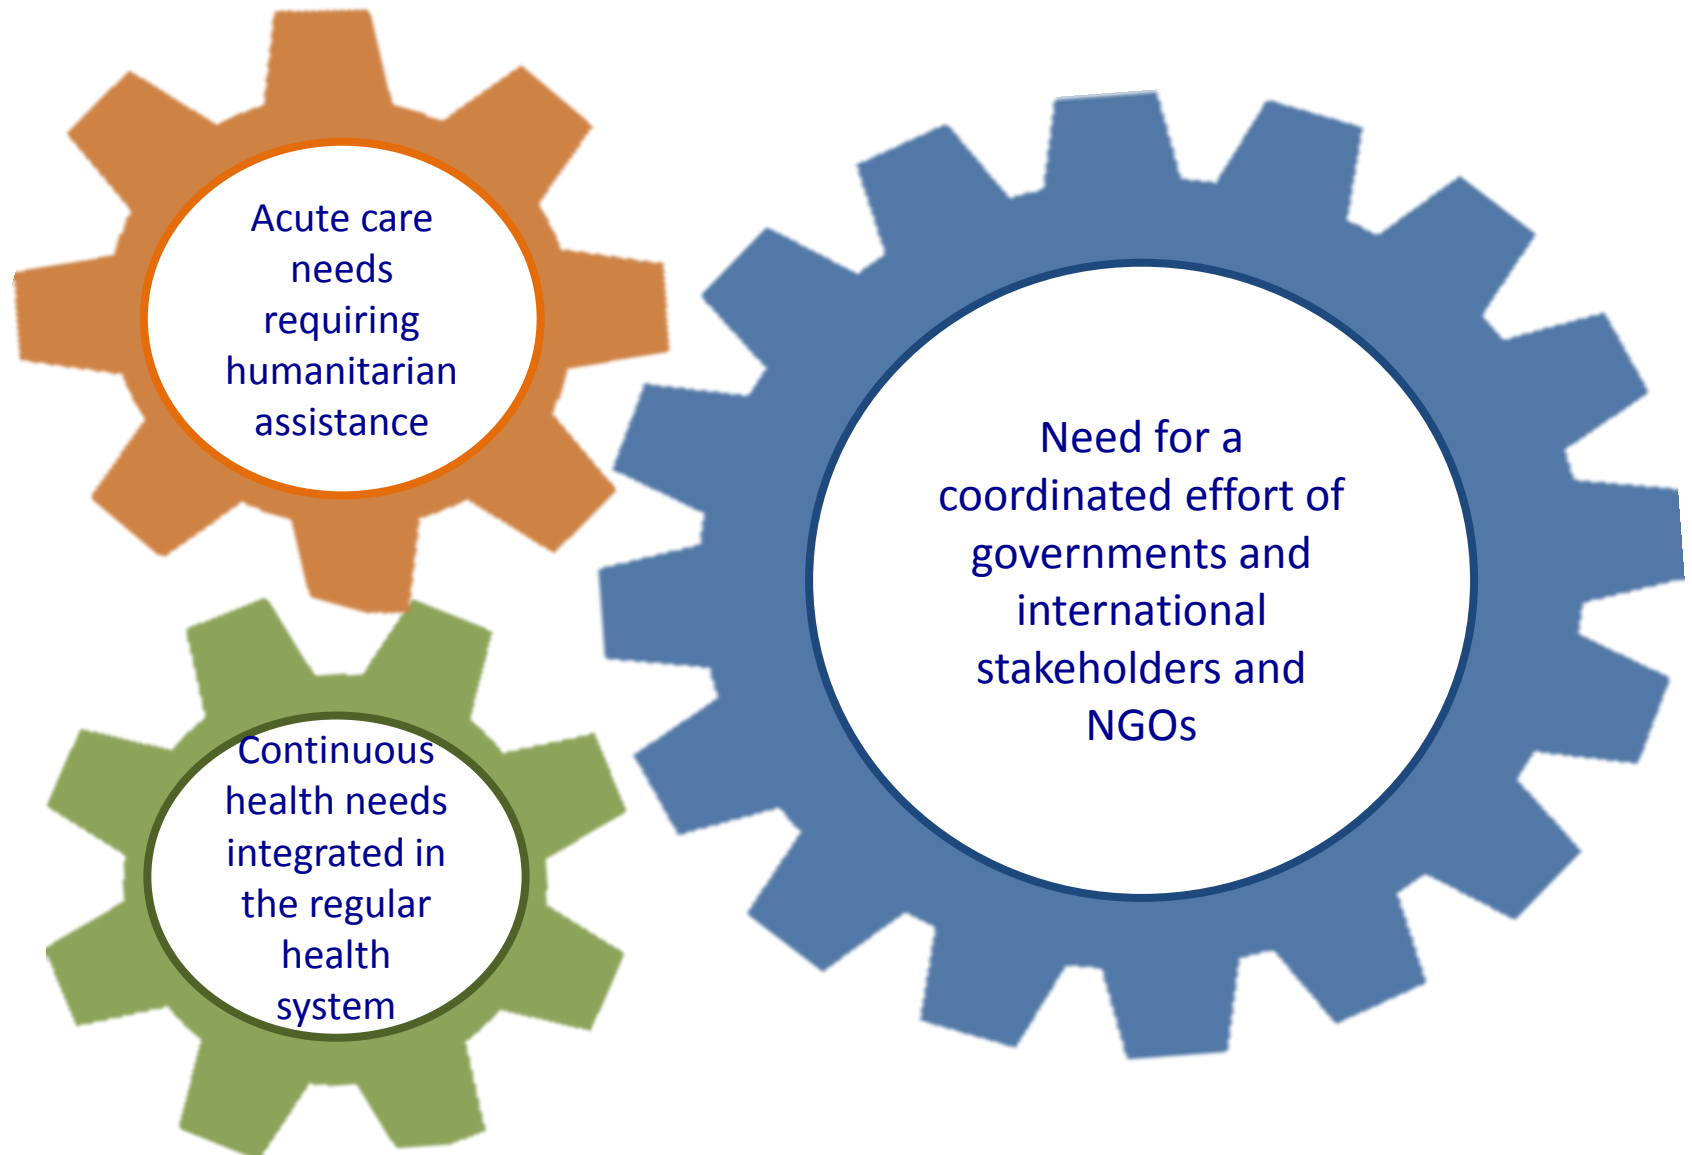 Acute care
needs
requiring
humanitarian
assistance
Continuous
health needs
integrated in
the regular
health
system
Need for a
coordinated effort of
governments and
international
stakeholders and
NGOs